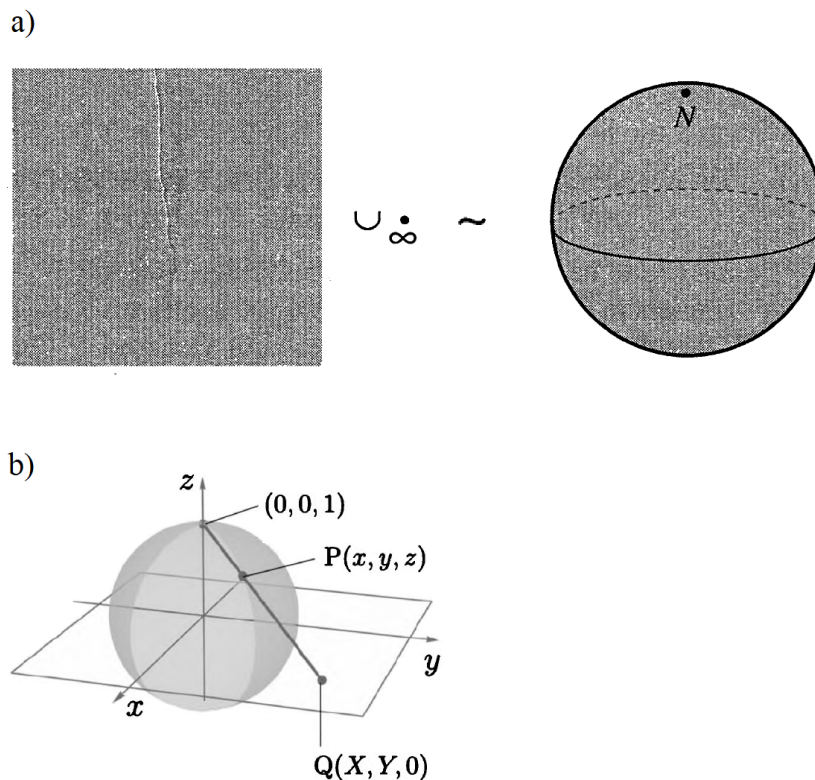 a)
N
∪ • ~
∞
b)
z
(0, 0, 1)
P(x, y, z)
y
x
Q(X, Y, 0)